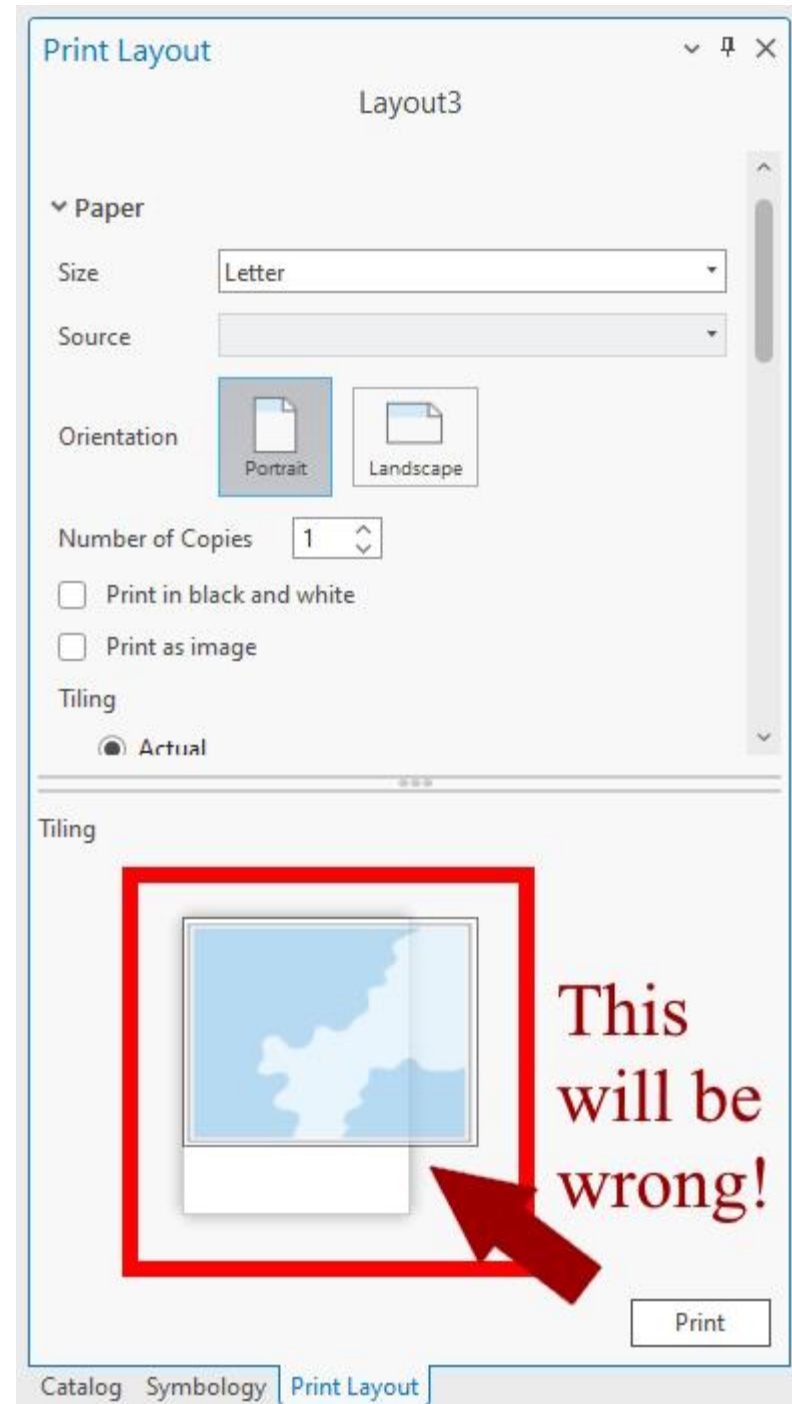 Print Layout
Layout3
Paper
Size Letter
Source
Orientation
Portrait Landscape
Number of Copies 1
Print in black and white
Print as image
Tiling
Actual
Tiling
This
will be
wrong!
Print
Catalog Symbology Print Layout